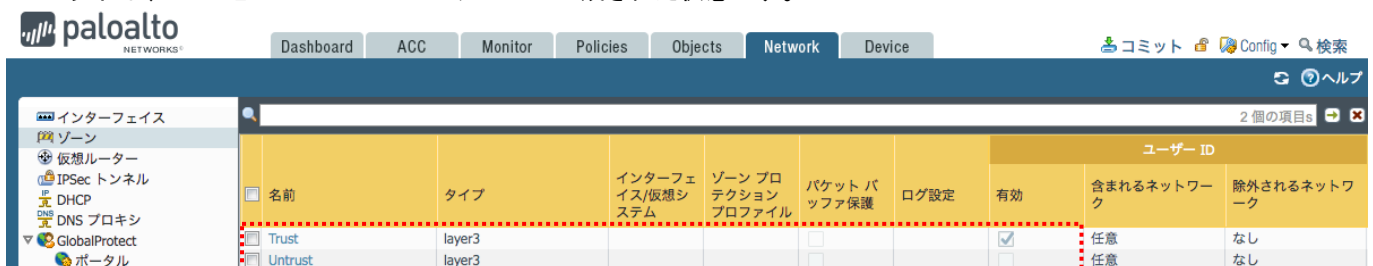 paloalto
NETWORKS®
Dashboard ACC Monitor Policies Objects Network Device
コミット Config 検索
ヘルプ
2 個の項目s
インターフェイス
ゾーン
仮想ルーター
IPSec トンネル
DHCP
DNS プロキシ
GlobalProtect
ポータル
ユーザー ID
名前 タイプ インターフェ
イス/仮想シ
ステム ゾーン プロ
テクション
プロファイル パケット バ
ッファ保護 ログ設定 有効 含まれるネットワー
ク 除外されるネットワ
ーク
Trust layer3 任意 なし
Untrust layer3 任意 なし